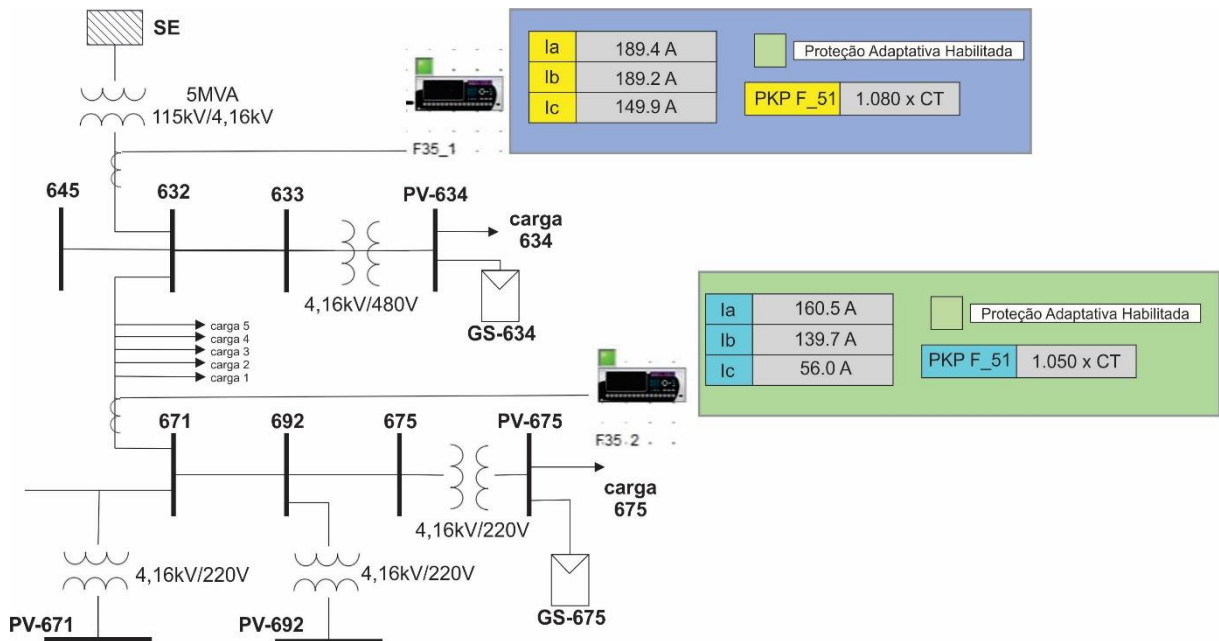 SE
5MVA
115kV/4,16kV
F35_1
Ia 189.4 A
Ib 189.2 A
Ic 149.9 A
Proteção Adaptativa Habilitada
PKP F_51 1.080 x CT
645 632 633 PV-634
carga
634
4,16kV/480V
GS-634
carga 5
carga 4
carga 3
carga 2
carga 1
Ia 160.5 A
Ib 139.7 A
Ic 56.0 A
Proteção Adaptativa Habilitada
PKP F_51 1.050 x CT
F35 2
671 692 675 PV-675
carga
675
4,16kV/220V
4,16kV/220V
4,16kV/220V
GS-675
PV-671
PV-692